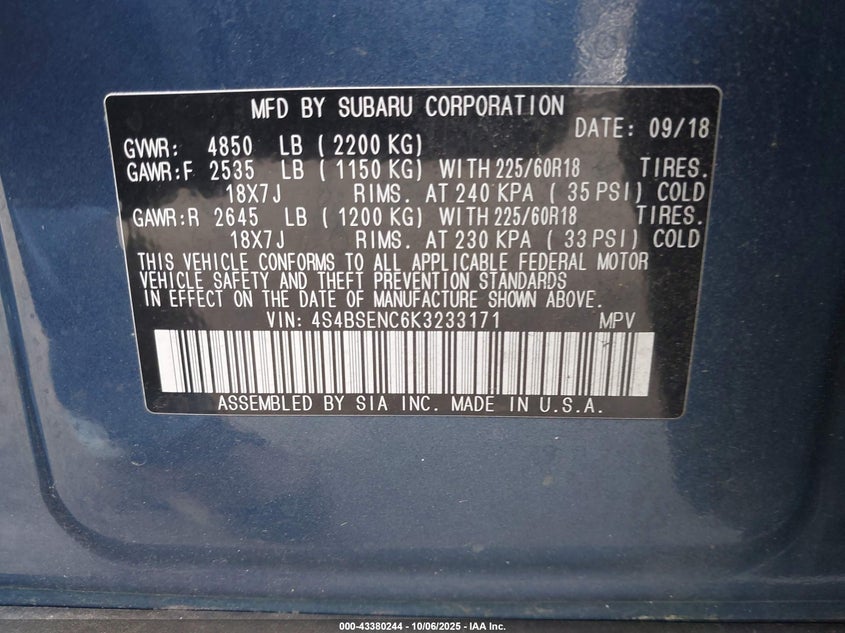 MFD BY SUBARU CORPORATION
DATE: 09/18
GVWR: 4850 LB ( 2200 KG)
GAWR:F 2535 LB ( 1150 KG) WITH 225/60R18 TIRES.
18X7J RIMS. AT 240 KPA ( 35 PSI) COLD
GAWR:R 2645 LB ( 1200 KG) WITH 225/60R18 TIRES.
18X7J RIMS. AT 230 KPA ( 33 PSI) COLD
THIS VEHICLE CONFORMS TO ALL APPLICABLE FEDERAL MOTOR
VEHICLE SAFETY AND THEFT PREVENTION STANDARDS
IN EFFECT ON THE DATE OF MANUFACTURE SHOWN ABOVE.
VIN: 4S4BSENC6K3233171 MPV
ASSEMBLED BY SIA INC. MADE IN U.S.A.
000-43380244 - 10/06/2025 - IAA Inc.